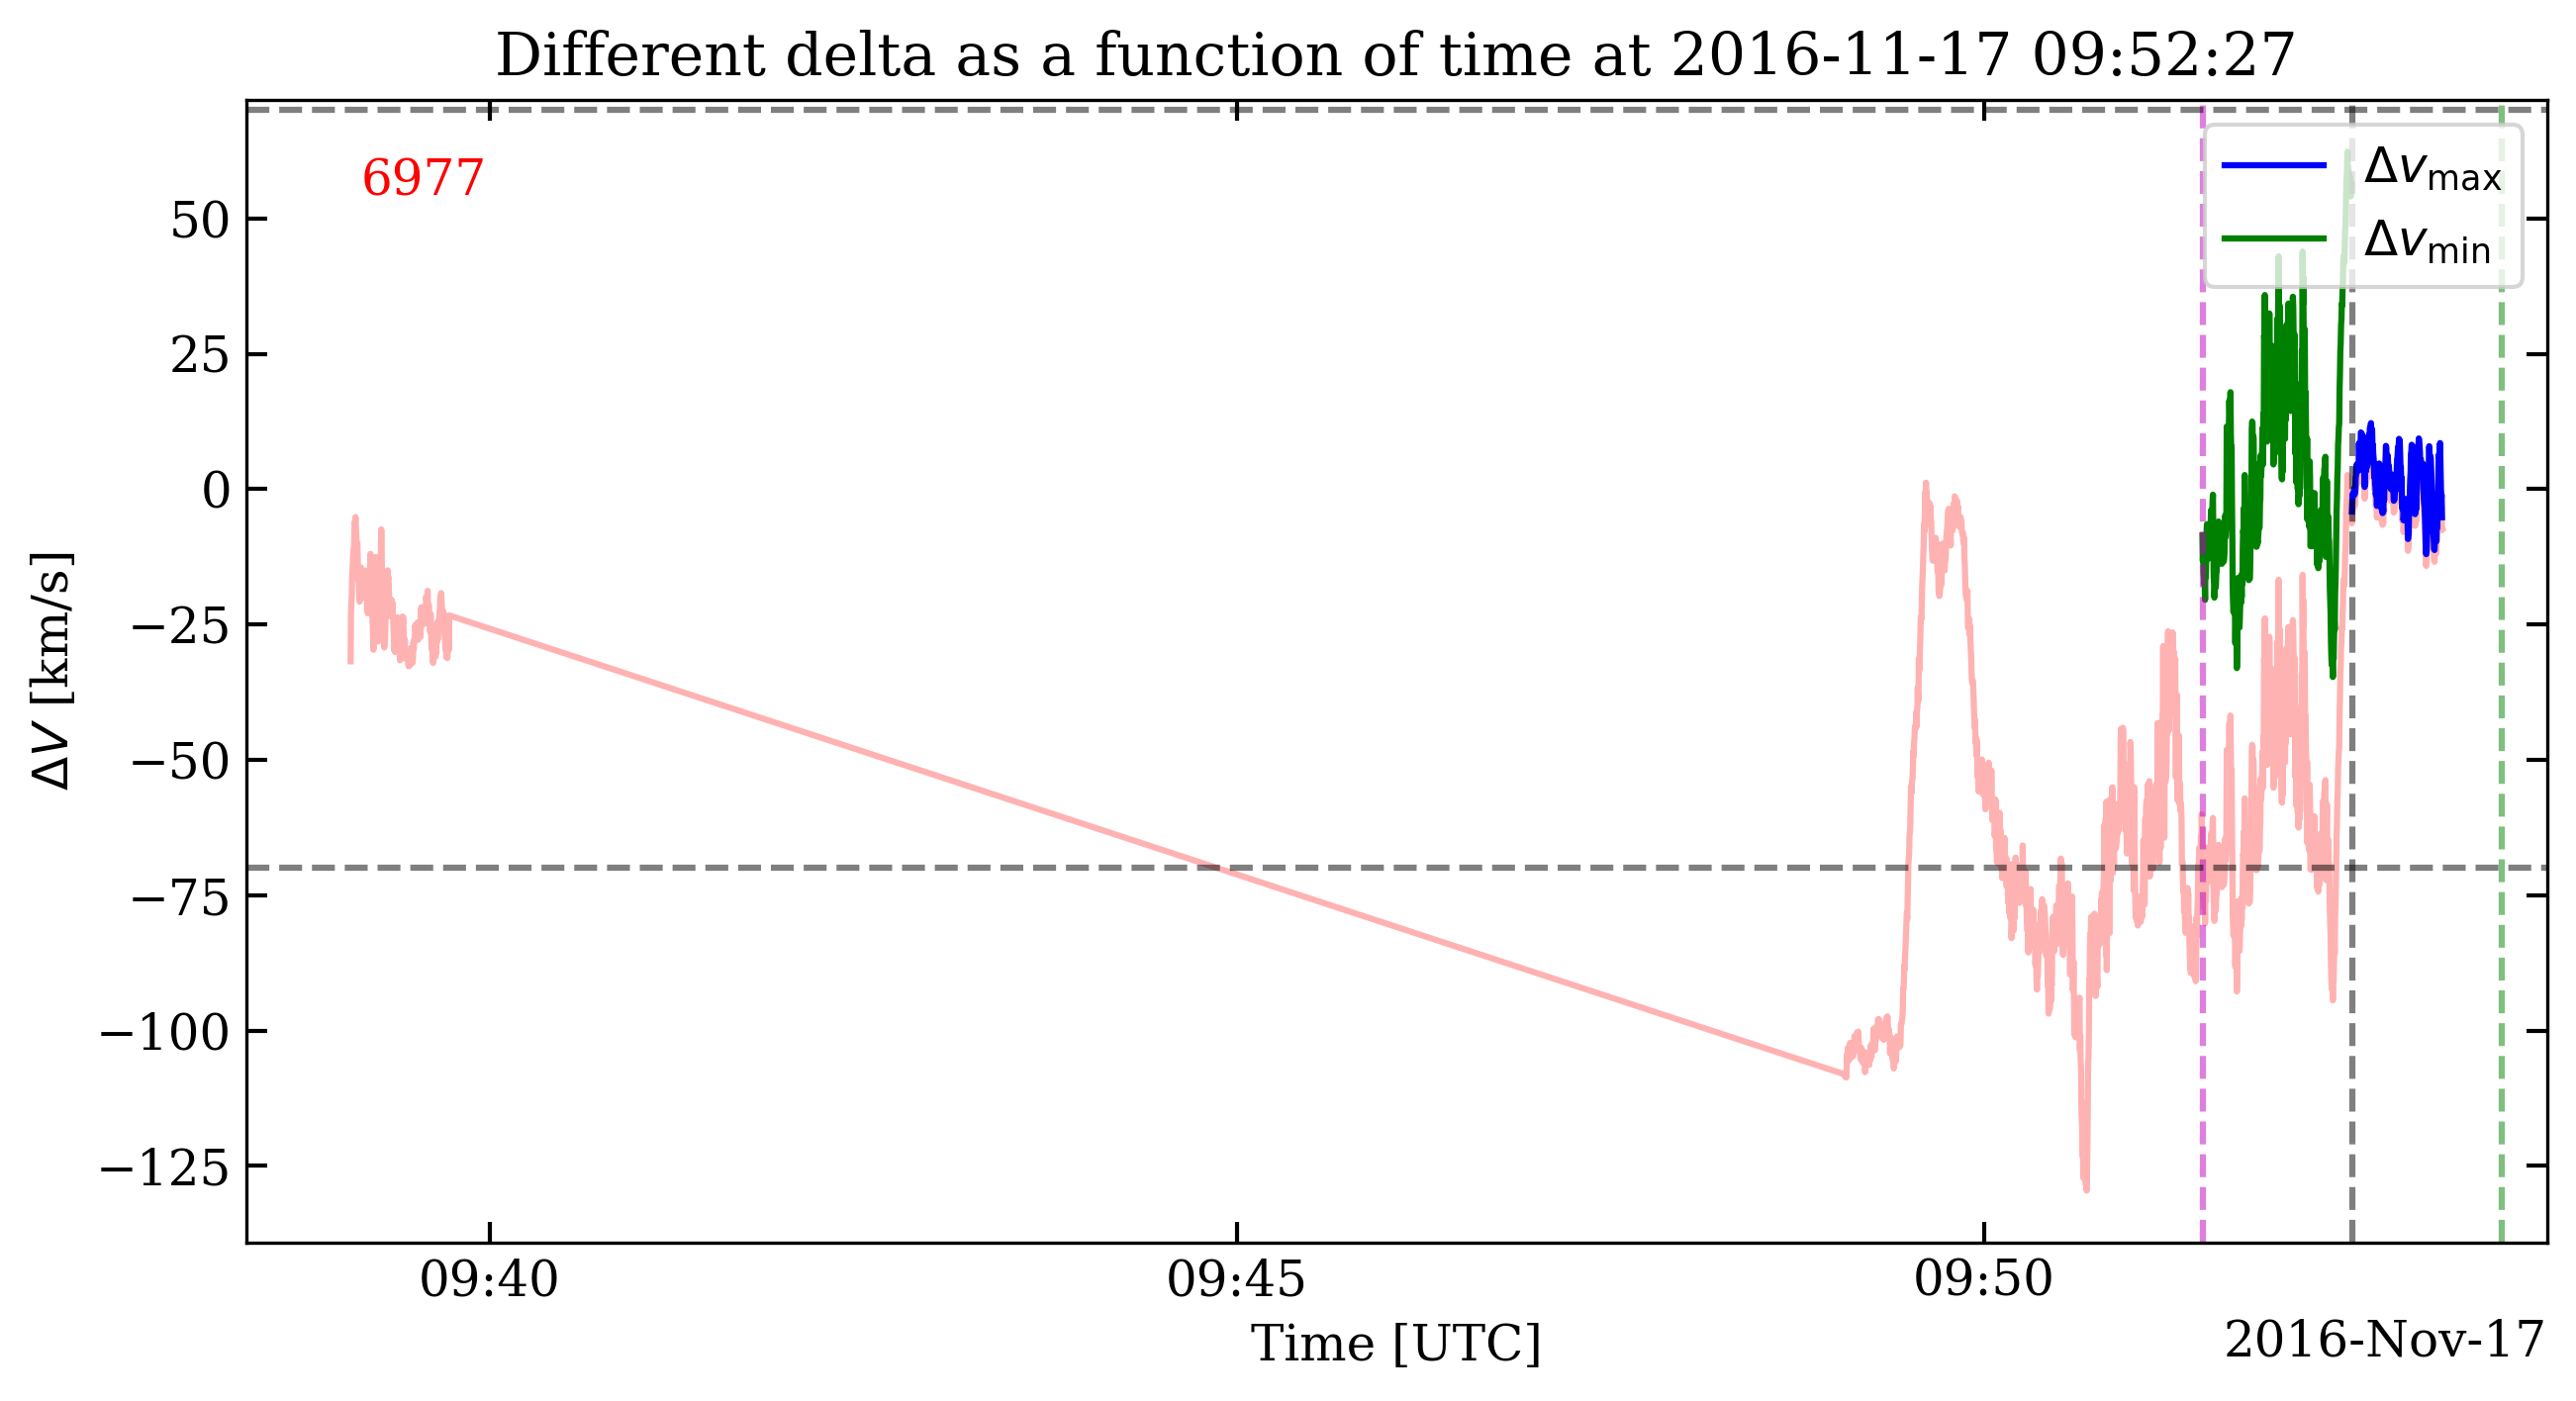 Different delta as a function of time at 2016-11-17 09:52:27
6977
Δv_max
Δv_min
50
25
0
−25
−50
−75
−100
−125
ΔV [km/s]
09:40 09:45 09:50
Time [UTC]
2016-Nov-17